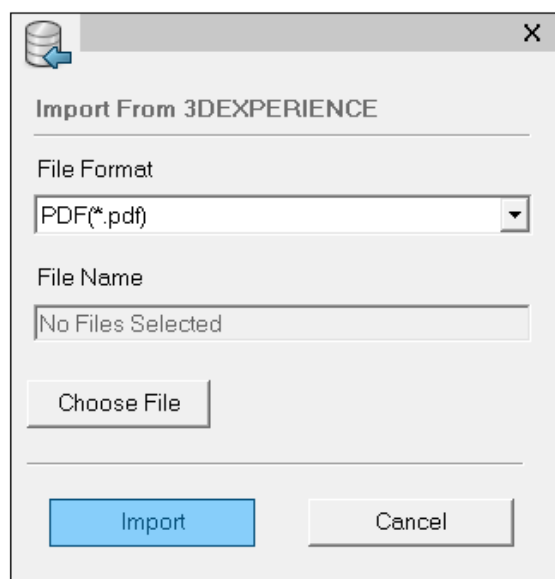 X
Import From 3DEXPERIENCE
File Format
PDF(*.pdf)
File Name
No Files Selected
Choose File
Import Cancel